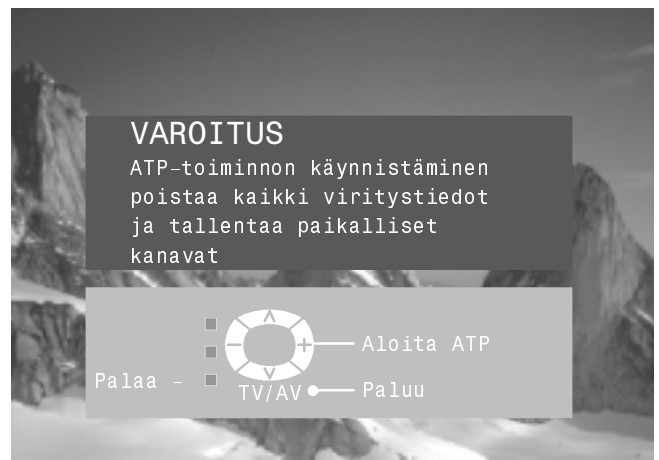 VAROITUS
ATP-toiminnon käynnistäminen
poistaa kaikki viritystiedot
ja tallentaa paikalliset
kanavat
Aloita ATP
Palaa -
TV/AV
Paluu